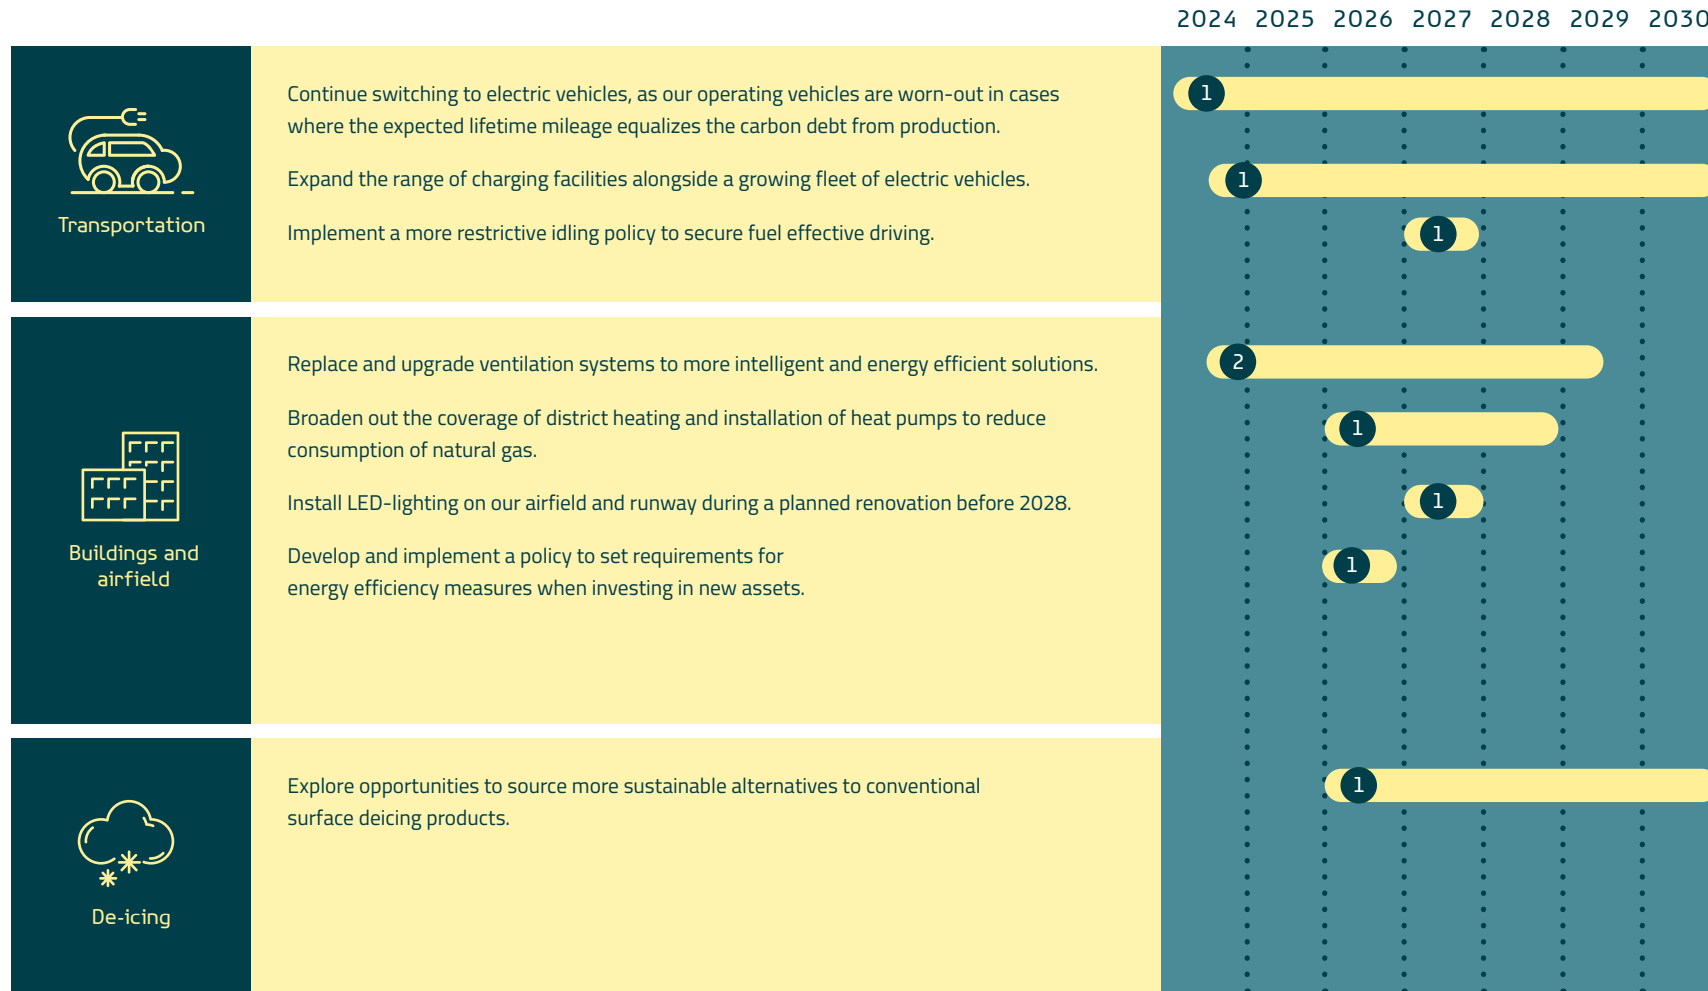 2024 2025 2026 2027 2028 2029 2030
Continue switching to electric vehicles, as our operating vehicles are worn-out in cases
where the expected lifetime mileage equalizes the carbon debt from production.
1
Expand the range of charging facilities alongside a growing fleet of electric vehicles.
1
Transportation
Implement a more restrictive idling policy to secure fuel effective driving.
1
Replace and upgrade ventilation systems to more intelligent and energy efficient solutions.
2
Broaden out the coverage of district heating and installation of heat pumps to reduce
consumption of natural gas.
1
Install LED-lighting on our airfield and runway during a planned renovation before 2028.
1
Buildings and
airfield
Develop and implement a policy to set requirements for
energy efficiency measures when investing in new assets.
1
Explore opportunities to source more sustainable alternatives to conventional
surface deicing products.
1
De-icing